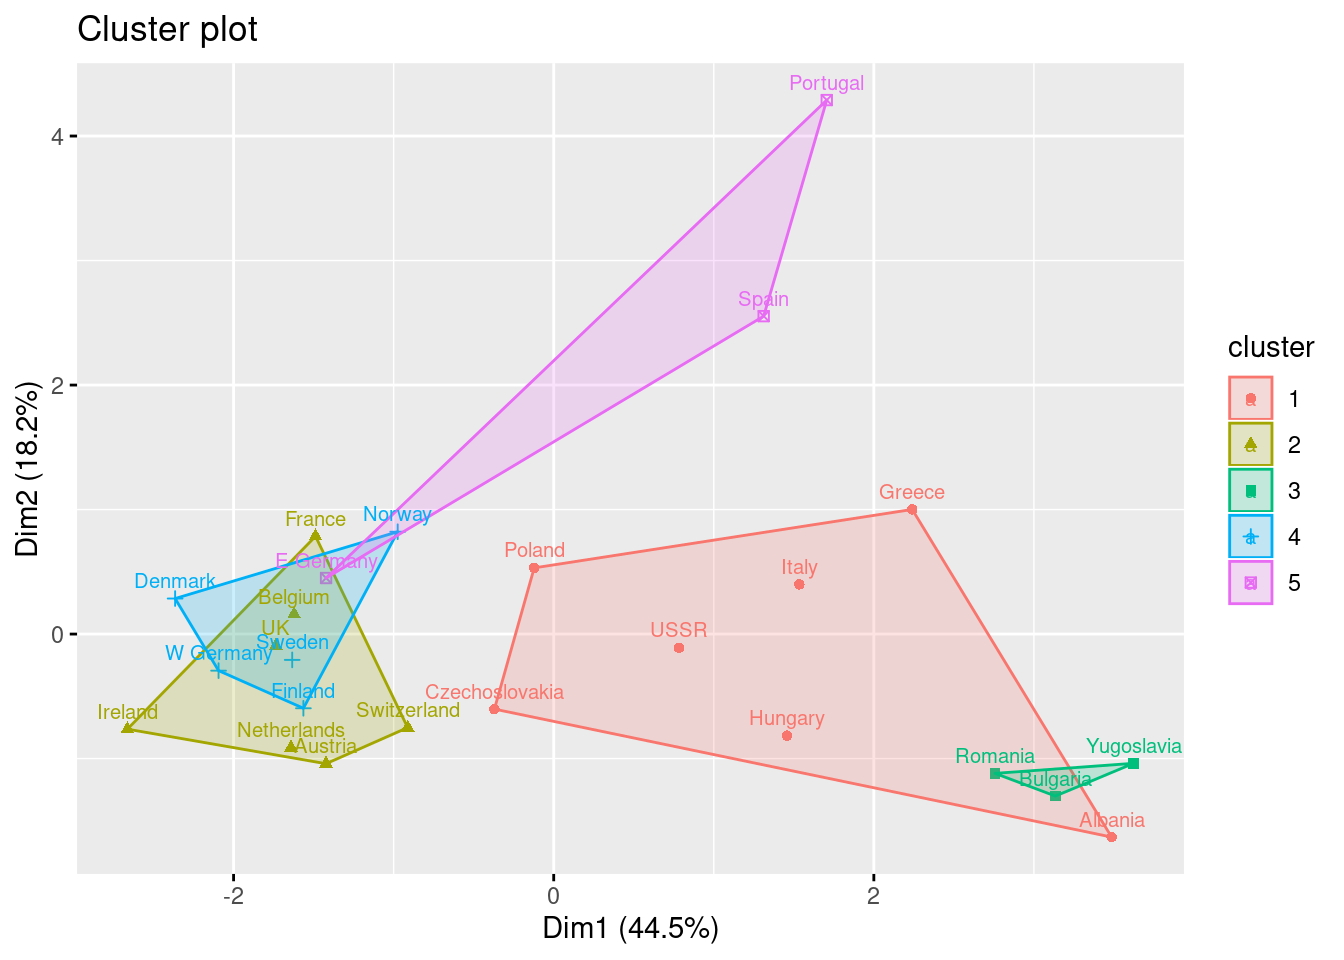 Cluster plot
Portugal
4
Spain
2
cluster
1
2
3
4
5
Dim2 (18.2%)
Greece
France
Norway
Poland
E Germany
Italy
Denmark
Belgium
UK
USSR
0
Sweden
W Germany
Finland
Czechoslovakia
Ireland
Switzerland
Hungary
Netherlands
Austria
Yugoslavia
Romania
Bulgaria
Albania
-2
0
2
Dim1 (44.5%)